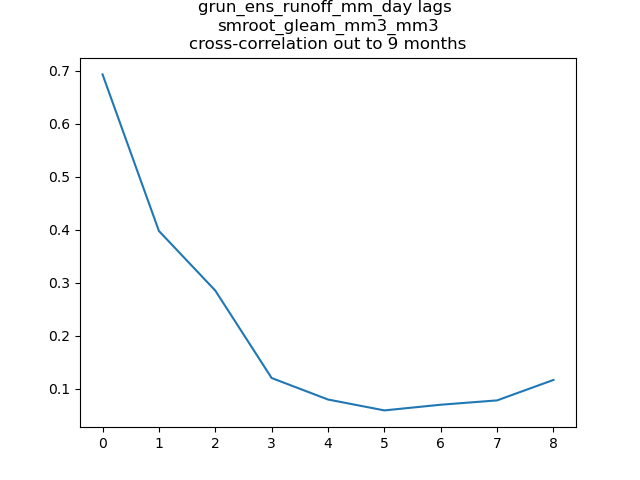 grun_ens_runoff_mm_day lags
smroot_gleam_mm3_mm3
cross-correlation out to 9 months
0.7
0.6
0.5
0.4
0.3
0.2
0.1
0 1 2 3 4 5 6 7 8